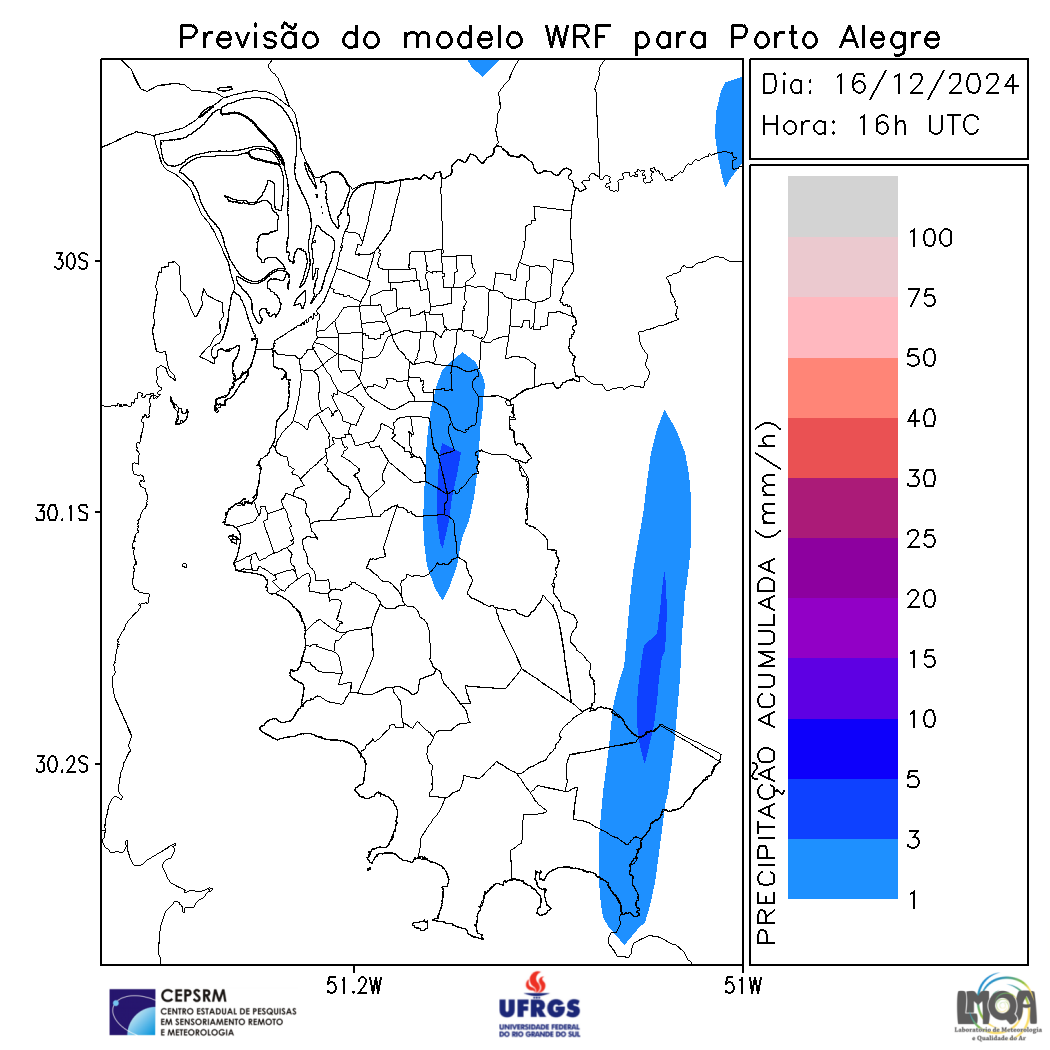 Previsão do modelo WRF para Porto Alegre
Dia: 16/12/2024
Hora: 16h UTC
30S
30.1S
30.2S
51.2W
51W
PRECIPITAÇÃO ACUMULADA (mm/h)
100
75
50
40
30
25
20
15
10
5
3
1
CEPSRM
CENTRO ESTADUAL DE PESQUISAS
EM SENSORIAMENTO REMOTO
E METEOROLOGIA
UFRGS
UNIVERSIDADE FEDERAL
DO RIO GRANDE DO SUL
LMQA
Laboratório de Meteorologia
e Qualidade do Ar